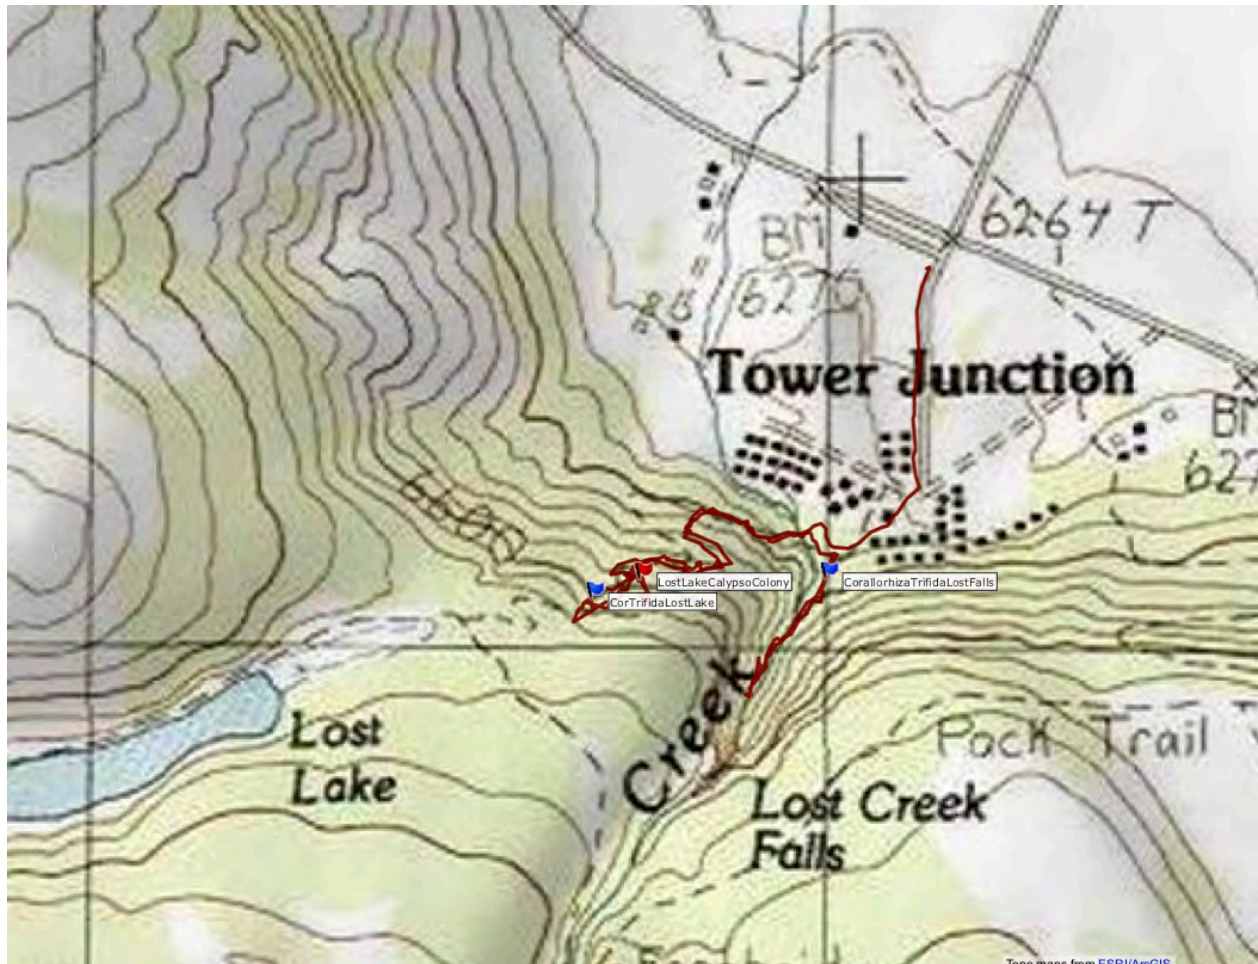 6264 T
BM
6270
Tower Junction
BM
627
6600
LostLakeCalypsoColony
CorallorhizaTrifidaLostFalls
CorTrifidaLostLake
Creek
Lost
Lake
Pack Trail
Lost Creek
Falls
Topo maps from ESRI/ArcGIS